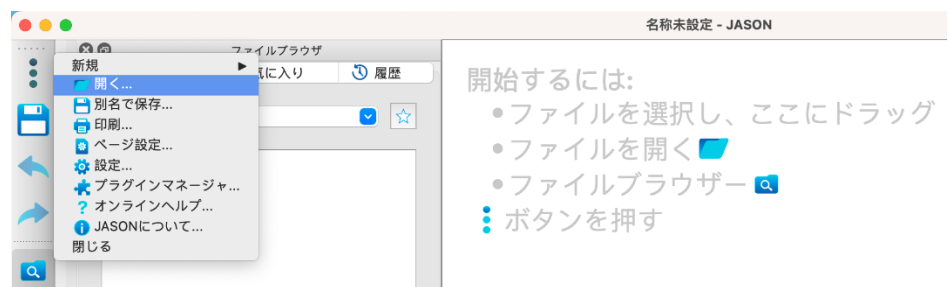 名称未設定 - JASON
ファイルブラウザ
気に入り
履歴
新規
開く...
別名で保存...
印刷...
ページ設定...
設定...
プラグインマネージャ...
オンラインヘルプ...
JASONについて...
閉じる
開始するには:
•ファイルを選択し、ここにドラッグ
•ファイルを開く
•ファイルブラウザー
ボタンを押す